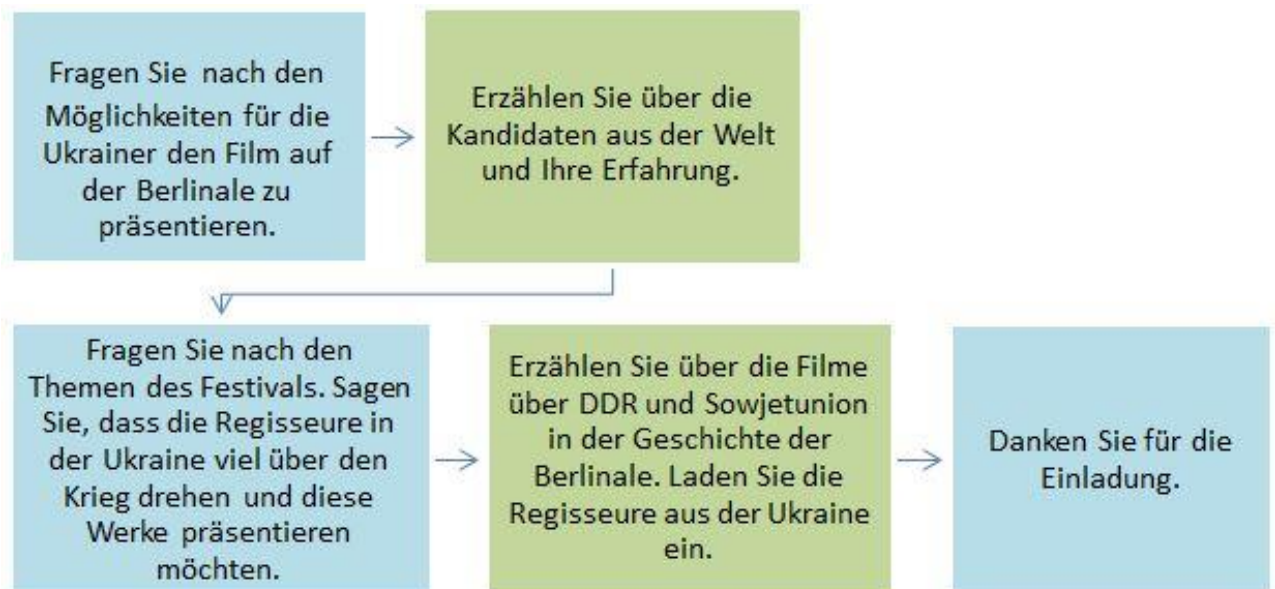 Fragen Sie nach den
Möglichkeiten für die
Ukrainer den Film auf
der Berlinale zu
präsentieren.
Erzählen Sie über die
Kandidaten aus der Welt
und Ihre Erfahrung.
Fragen Sie nach den
Themen des Festivals. Sagen
Sie, dass die Regisseure in
der Ukraine viel über den
Krieg drehen und diese
Werke präsentieren
möchten.
Erzählen Sie über die Filme
über DDR und Sowjetunion
in der Geschichte der
Berlinale. Laden Sie die
Regisseure aus der Ukraine
ein.
Danken Sie für die
Einladung.